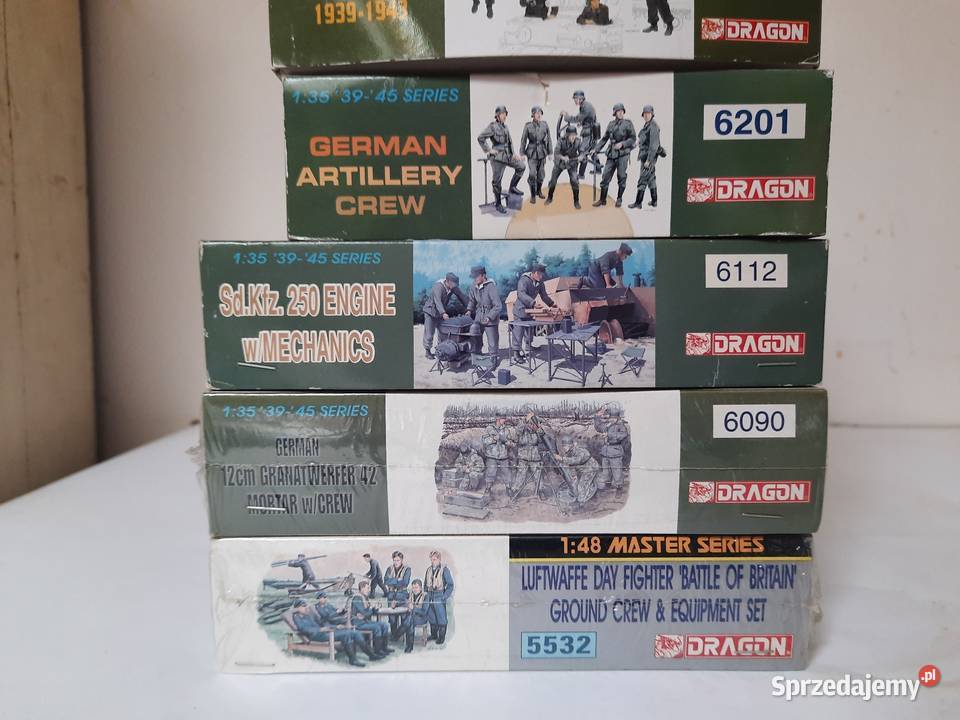 1939-1943
DRAGON
1:35 '39-'45 SERIES
GERMAN
ARTILLERY
CREW
6201
DRAGON
1:35 '39-'45 SERIES
Sd.Kfz. 250 ENGINE
w/MECHANICS
6112
DRAGON
1:35 '39-'45 SERIES
GERMAN
12cm GRANATWERFER 42
MORTAR w/CREW
6090
DRAGON
1:48 MASTER SERIES
LUFTWAFFE DAY FIGHTER 'BATTLE OF BRITAIN'
GROUND CREW & EQUIPMENT SET
5532
DRAGON
Sprzedajemy.pl